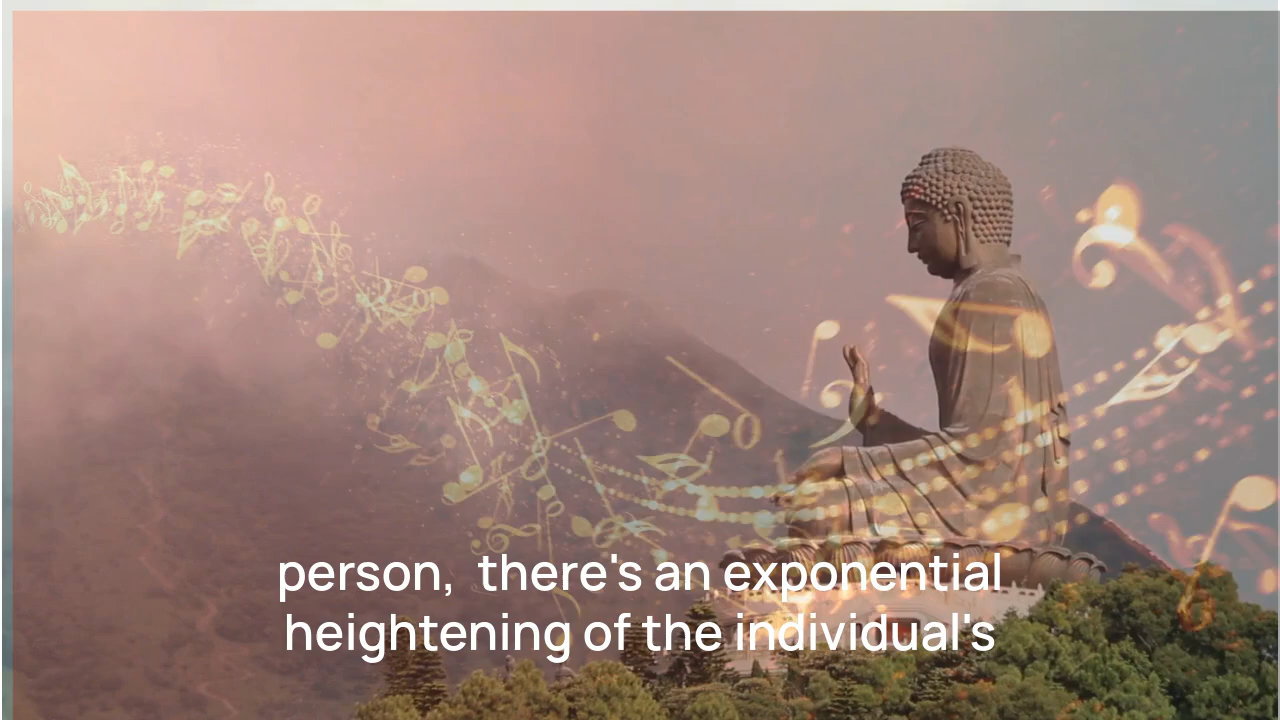 person,  there's an exponential
heightening of the individual's